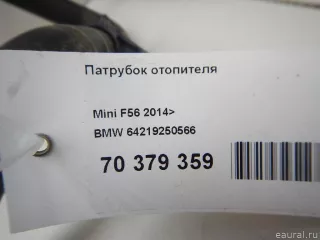 Патрубок отопителя
Mini F56 2014>
BMW 64219250566
70 379 359
eaural.ru